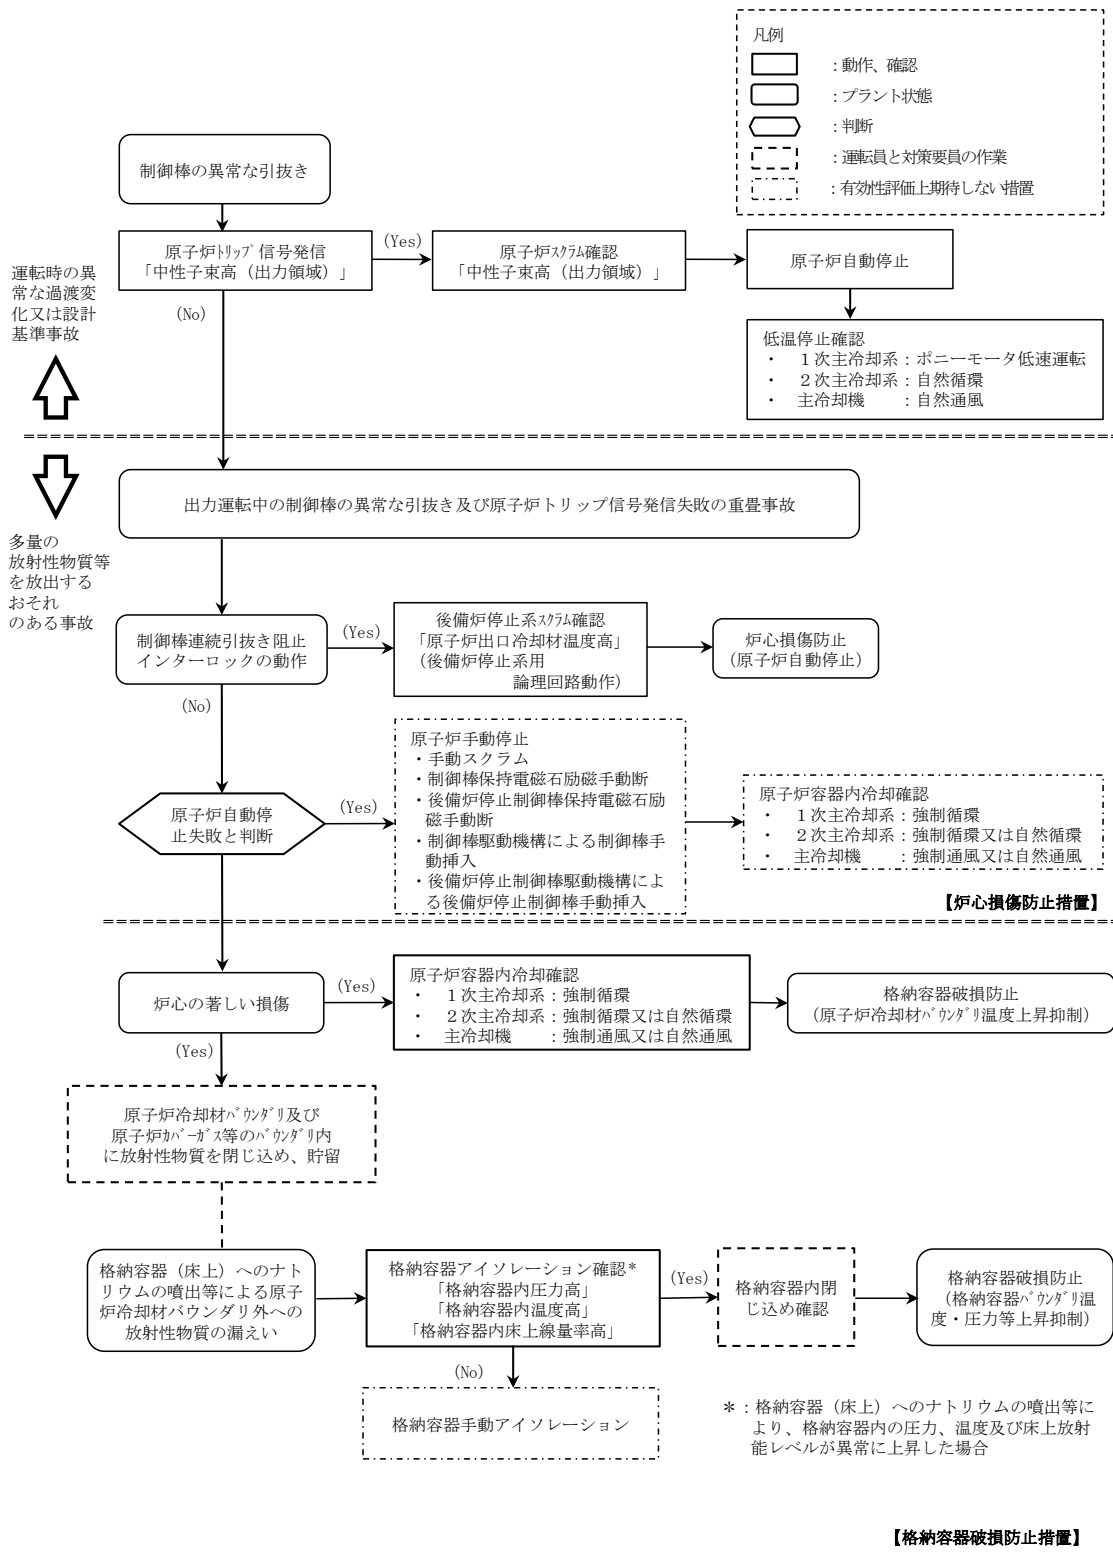 凡例
：動作、確認
：プラント状態
：判断
：運転員と対策要員の作業
：有効性評価上期待しない措置
制御棒の異常な引抜き
原子炉ﾄﾘｯﾌﾟ信号発信
「中性子束高（出力領域）」
(Yes)
原子炉ｽｸﾗﾑ確認
「中性子束高（出力領域）」
原子炉自動停止
運転時の異
常な過渡変
化又は設計
基準事故
(No)
低温停止確認
・　１次主冷却系：ポニーモータ低速運転
・　２次主冷却系：自然循環
・　主冷却機　　：自然通風
出力運転中の制御棒の異常な引抜き及び原子炉トリップ信号発信失敗の重畳事故
多量の
放射性物質等
を放出する
おそれ
のある事故
制御棒連続引抜き阻止
インターロックの動作
(Yes)
後備炉停止系ｽｸﾗﾑ確認
「原子炉出口冷却材温度高」
（後備炉停止系用
論理回路動作）
炉心損傷防止
（原子炉自動停止）
(No)
原子炉自動停
止失敗と判断
(Yes)
原子炉手動停止
・手動スクラム
・制御棒保持電磁石励磁手動断
・後備炉停止制御棒保持電磁石励
磁手動断
・制御棒駆動機構による制御棒手
動挿入
・後備炉停止制御棒駆動機構によ
る後備炉停止制御棒手動挿入
原子炉容器内冷却確認
・　１次主冷却系：強制循環
・　２次主冷却系：強制循環又は自然循環
・　主冷却機　　：強制通風又は自然通風
【炉心損傷防止措置】
炉心の著しい損傷
(Yes)
原子炉容器内冷却確認
・　１次主冷却系：強制循環
・　２次主冷却系：強制循環又は自然循環
・　主冷却機　　：強制通風又は自然通風
格納容器破損防止
（原子炉冷却材ﾊﾞｳﾝﾀﾞﾘ温度上昇抑制）
(Yes)
原子炉冷却材ﾊﾞｳﾝﾀﾞﾘ及び
原子炉ｶﾊﾞｰｶﾞｽ等のﾊﾞｳﾝﾀﾞﾘ内
に放射性物質を閉じ込め、貯留
格納容器（床上）へのナト
リウムの噴出等による原子
炉冷却材バウンダリ外への
放射性物質の漏えい
格納容器アイソレーション確認*
「格納容器内圧力高」
「格納容器内温度高」
「格納容器内床上線量率高」
(Yes)
格納容器内閉
じ込め確認
格納容器破損防止
（格納容器ﾊﾞｳﾝﾀﾞﾘ温
度・圧力等上昇抑制）
(No)
格納容器手動アイソレーション
＊：格納容器（床上）へのナトリウムの噴出等に
より、格納容器内の圧力、温度及び床上放射
能レベルが異常に上昇した場合
【格納容器破損防止措置】